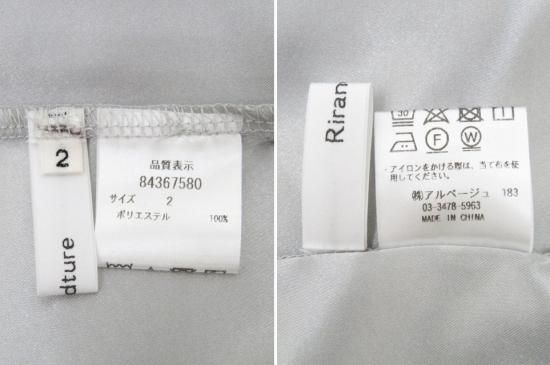 2
dture
品質表示
84367580
サイズ 2
ポリエステル 100%
Riran
30
F W
・アイロンをかける際は、当て布を使
用してください。
㈱アルページュ 183
03-3478-5963
MADE IN CHINA